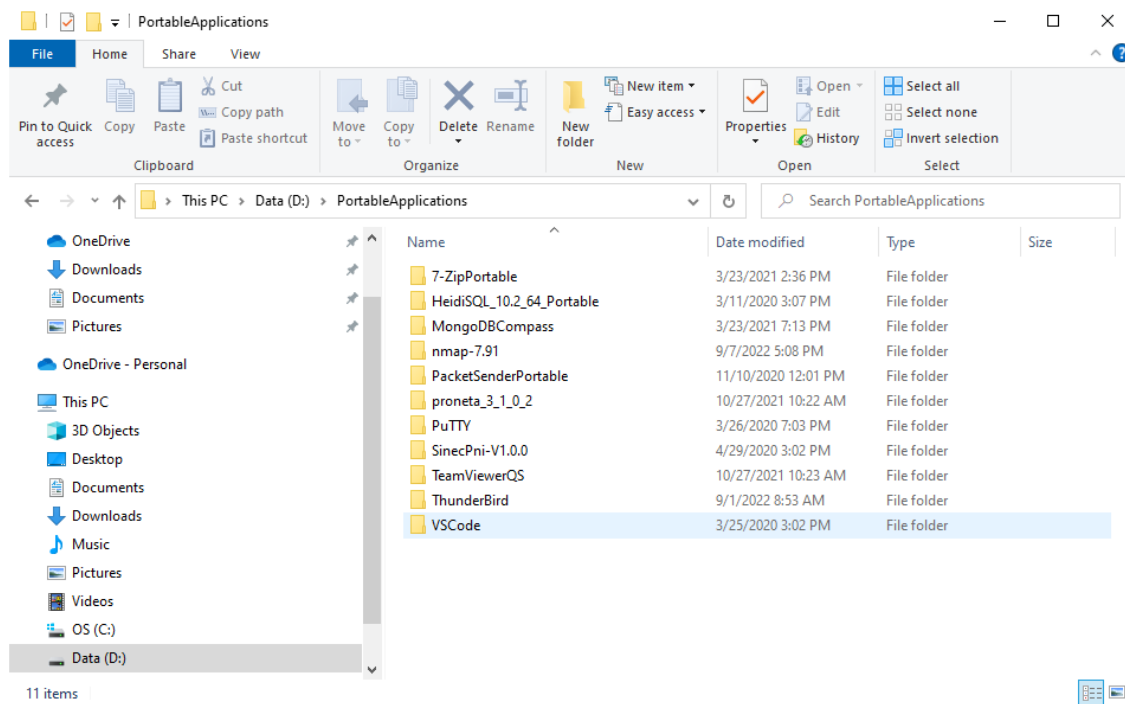 PortableApplications
File Home Share View
Pin to Quick access
Copy
Paste
Cut
Copy path
Paste shortcut
Clipboard
Move to
Copy to
Delete
Rename
Organize
New folder
New item
Easy access
New
Properties
Open
Edit
History
Open
Select all
Select none
Invert selection
Select
This PC > Data (D:) > PortableApplications
Search PortableApplications
OneDrive
Downloads
Documents
Pictures
OneDrive - Personal
This PC
3D Objects
Desktop
Documents
Downloads
Music
Pictures
Videos
OS (C:)
Data (D:)
Name Date modified Type Size
7-ZipPortable 3/23/2021 2:36 PM File folder
HeidiSQL_10.2_64_Portable 3/11/2020 3:07 PM File folder
MongoDBCompass 3/23/2021 7:13 PM File folder
nmap-7.91 9/7/2022 5:08 PM File folder
PacketSenderPortable 11/10/2020 12:01 PM File folder
proneta_3_1_0_2 10/27/2021 10:22 AM File folder
PuTTY 3/26/2020 7:03 PM File folder
SinecPni-V1.0.0 4/29/2020 3:02 PM File folder
TeamViewerQS 10/27/2021 10:23 AM File folder
ThunderBird 9/1/2022 8:53 AM File folder
VSCode 3/25/2020 3:02 PM File folder
11 items